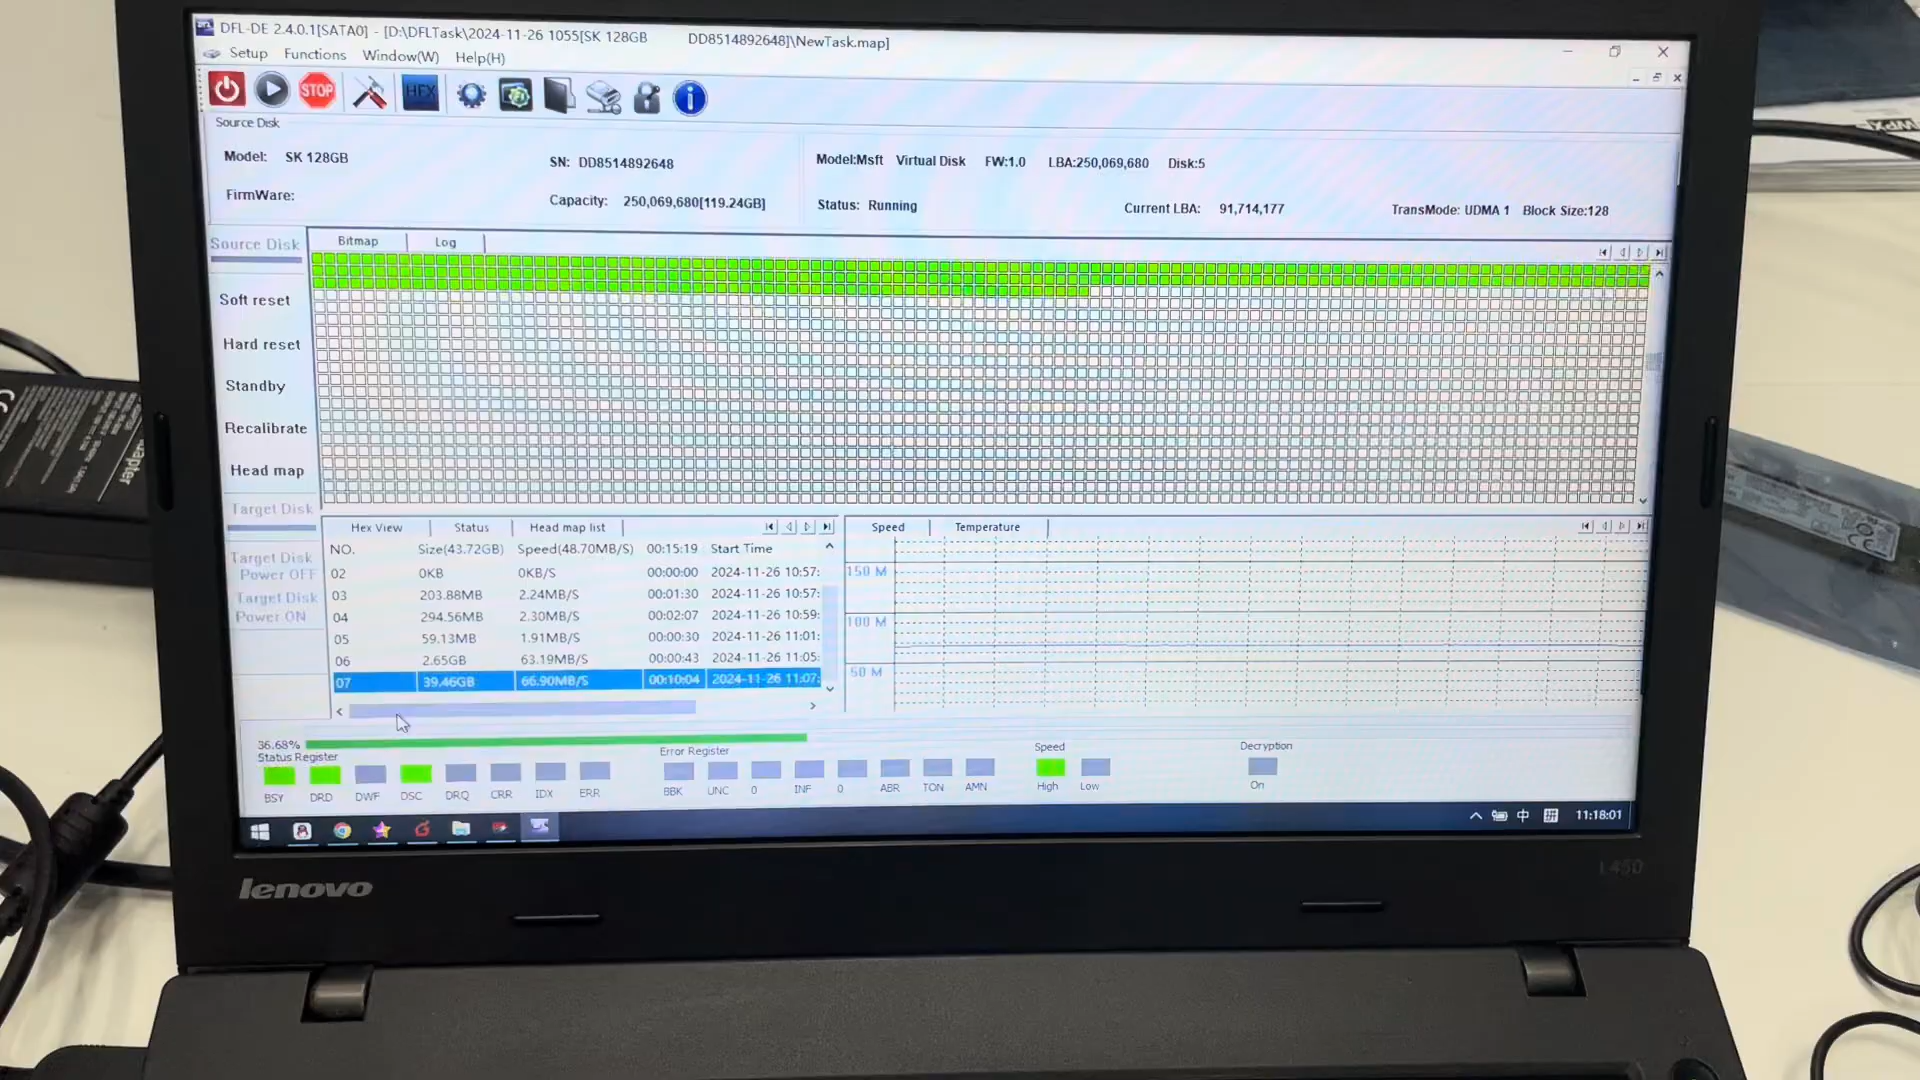 DFL-DE 2.4.0.1[SATA0] - [D:\DFLTask\2024-11-26 1055[SK 128GB DD8514892648]\NewTask.map]
Setup Functions Window(W) Help(H)
STOP HEX
Source Disk
Model: SK 128GB SN: DD8514892648 Model:Msft Virtual Disk FW:1.0 LBA:250,069,680 Disk:5
FirmWare: Capacity: 250,069,680[119.24GB] Status: Running Current LBA: 91,714,177 TransMode: UDMA 1 Block Size:128
Source Disk Bitmap Log
Soft reset
Hard reset
Standby
Recalibrate
Head map
Target Disk
Target Disk
Power OFF
Target Disk
Power ON
Hex View Status Head map list
NO. Size(43.72GB) Speed(48.70MB/S) 00:15:19 Start Time
02 0KB 0KB/S 00:00:00 2024-11-26 10:57:
03 203.88MB 2.24MB/S 00:01:30 2024-11-26 10:57:
04 294.56MB 2.30MB/S 00:02:07 2024-11-26 10:59:
05 59.13MB 1.91MB/S 00:00:30 2024-11-26 11:01:
06 2.65GB 63.19MB/S 00:00:43 2024-11-26 11:05:
07 39.46GB 66.90MB/S 00:10:04 2024-11-26 11:07:
Speed Temperature
150 M
100 M
50 M
36.68%
Status Register Error Register Speed Decryption
BSY DRD DWF DSC DRQ CRR IDX ERR BBK UNC 0 INF 0 ABR TON AMN High Low On
中 拼 11:18:01
lenovo
L450